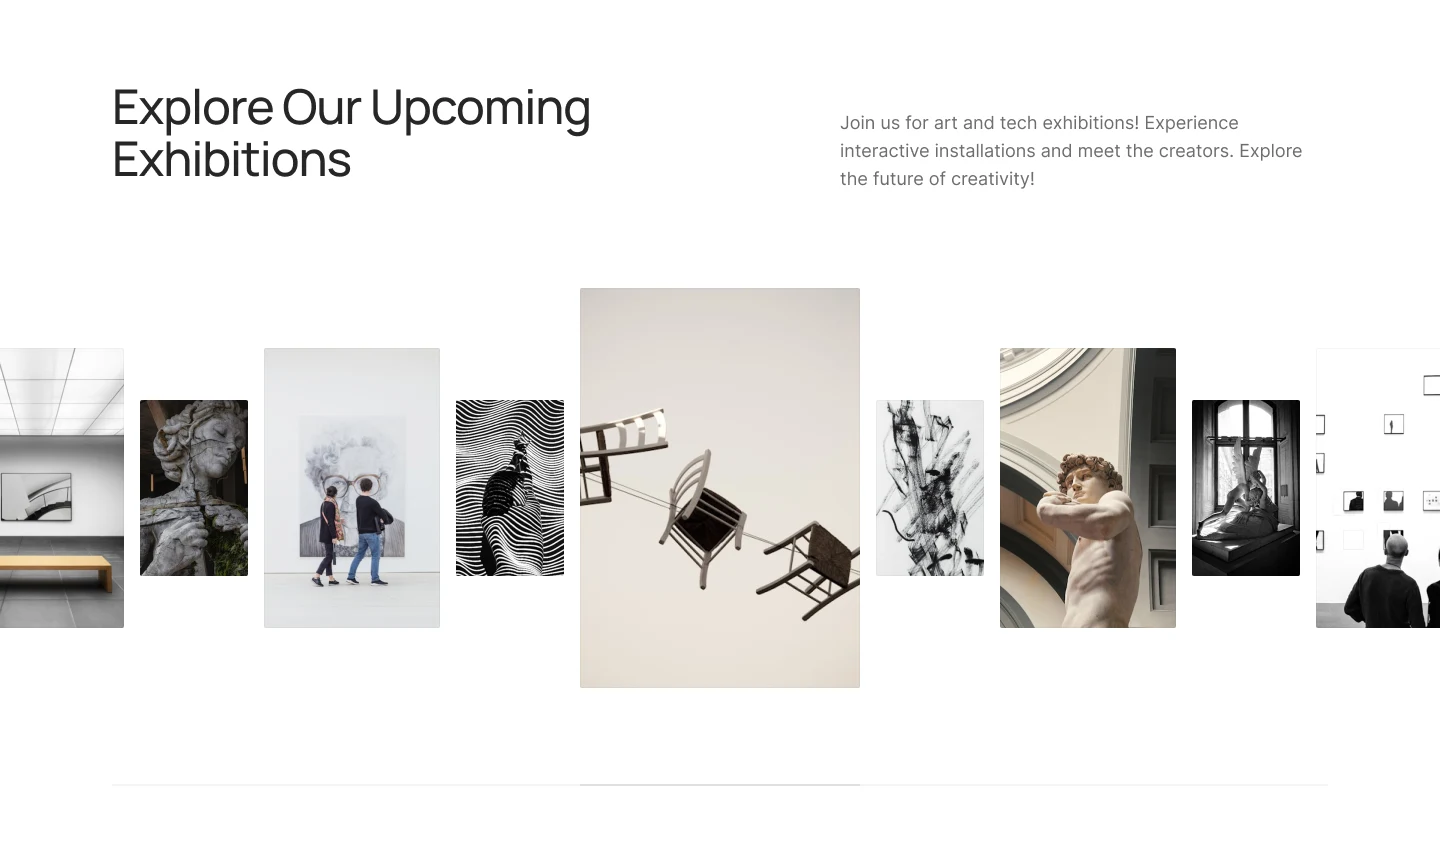 Explore Our Upcoming
Exhibitions
Join us for art and tech exhibitions! Experience
interactive installations and meet the creators. Explore
the future of creativity!